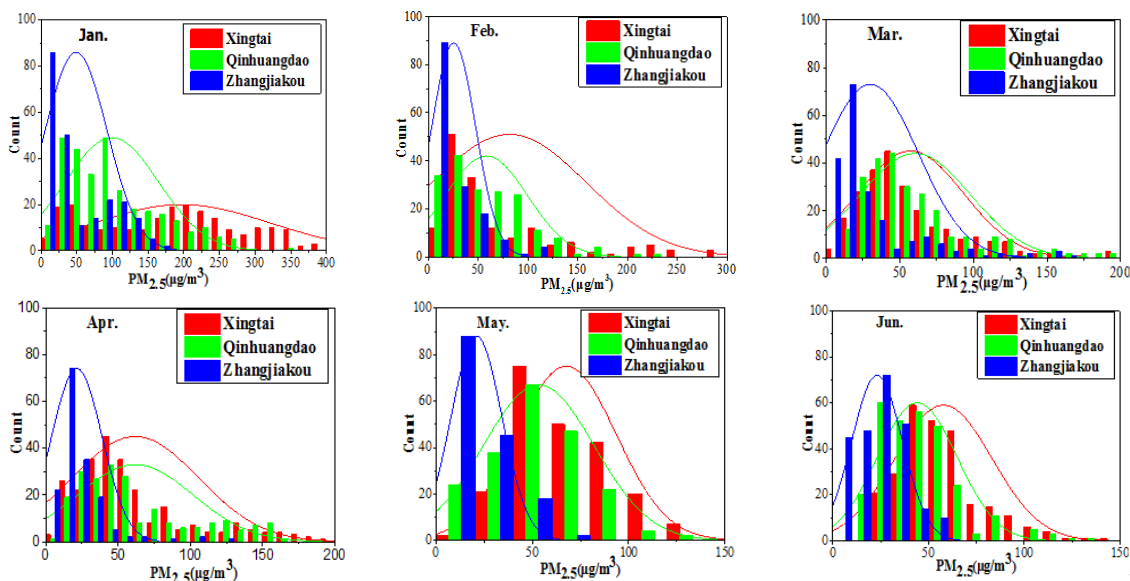 Jan.
Xingtai
Qinhuangdao
Zhangjiakou
Count
100
80
60
40
20
0
0 50 100 150 200 250 300 350 400
PM2.5(μg/m³)
Feb.
Xingtai
Qinhuangdao
Zhangjiakou
Count
100
80
60
40
20
0
0 50 100 150 200 250 300
PM2.5(μg/m³)
Mar.
Xingtai
Qinhuangdao
Zhangjiakou
Count
100
80
60
40
20
0
0 50 100 150 200
PM2.5(μg/m³)
Apr.
Xingtai
Qinhuangdao
Zhangjiakou
Count
100
80
60
40
20
0
0 50 100 150 200
PM2.5(μg/m³)
May.
Xingtai
Qinhuangdao
Zhangjiakou
Count
100
80
60
40
20
0
0 50 100 150
PM2.5(μg/m³)
Jun.
Xingtai
Qinhuangdao
Zhangjiakou
Count
100
80
60
40
20
0
0 50 100 150
PM2.5(μg/m³)